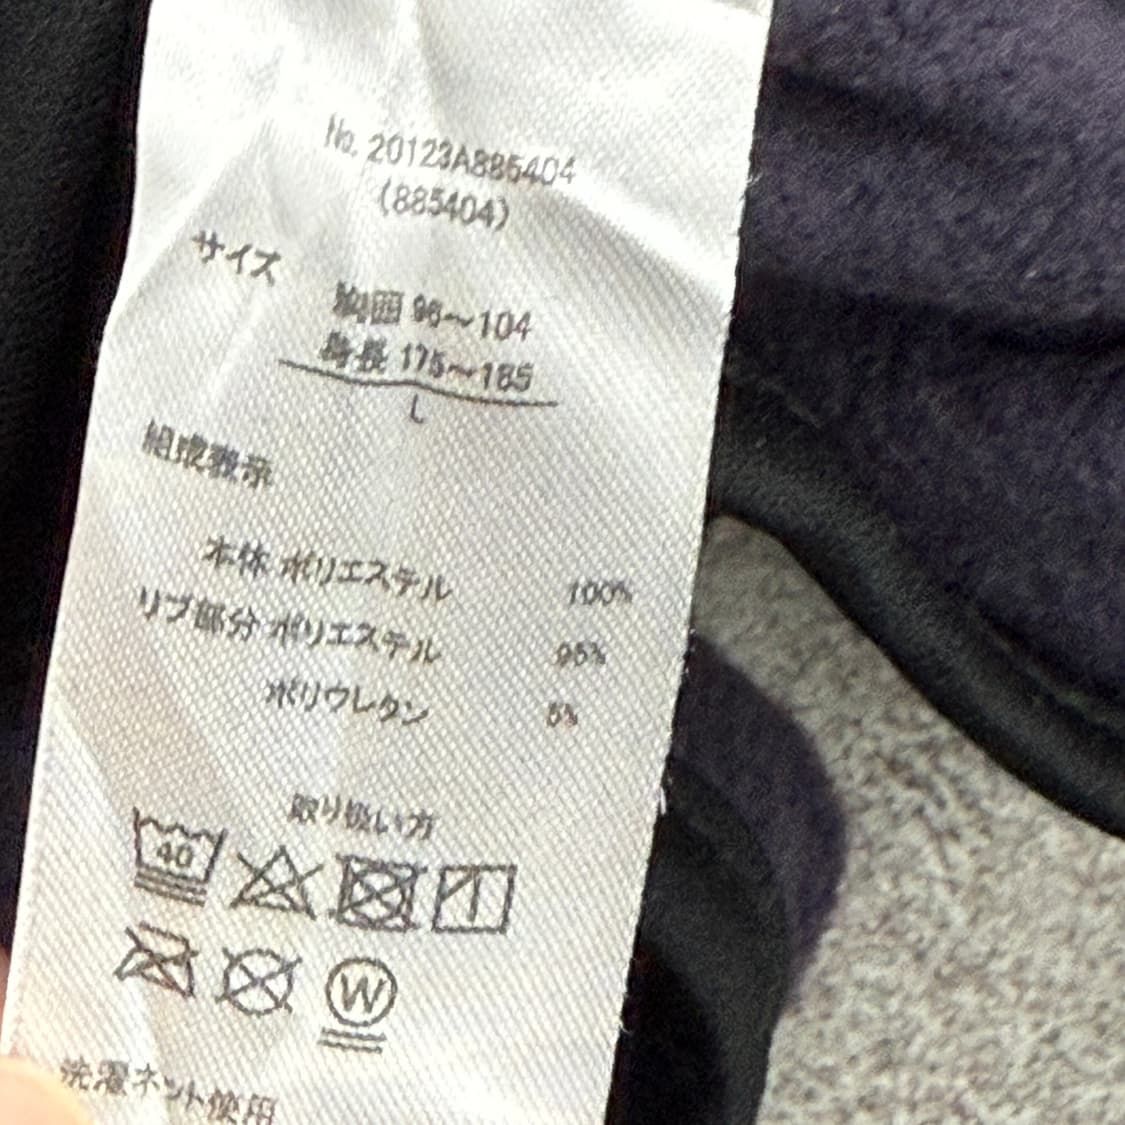 No. 20123A885404
(885404)
サイズ
胸囲 96～104
身長 175～185
L
組成表示
本体 ポリエステル 100%
リブ部分 ポリエステル 95%
ポリウレタン 5%
取り扱い方
40
W
洗濯ネット使用